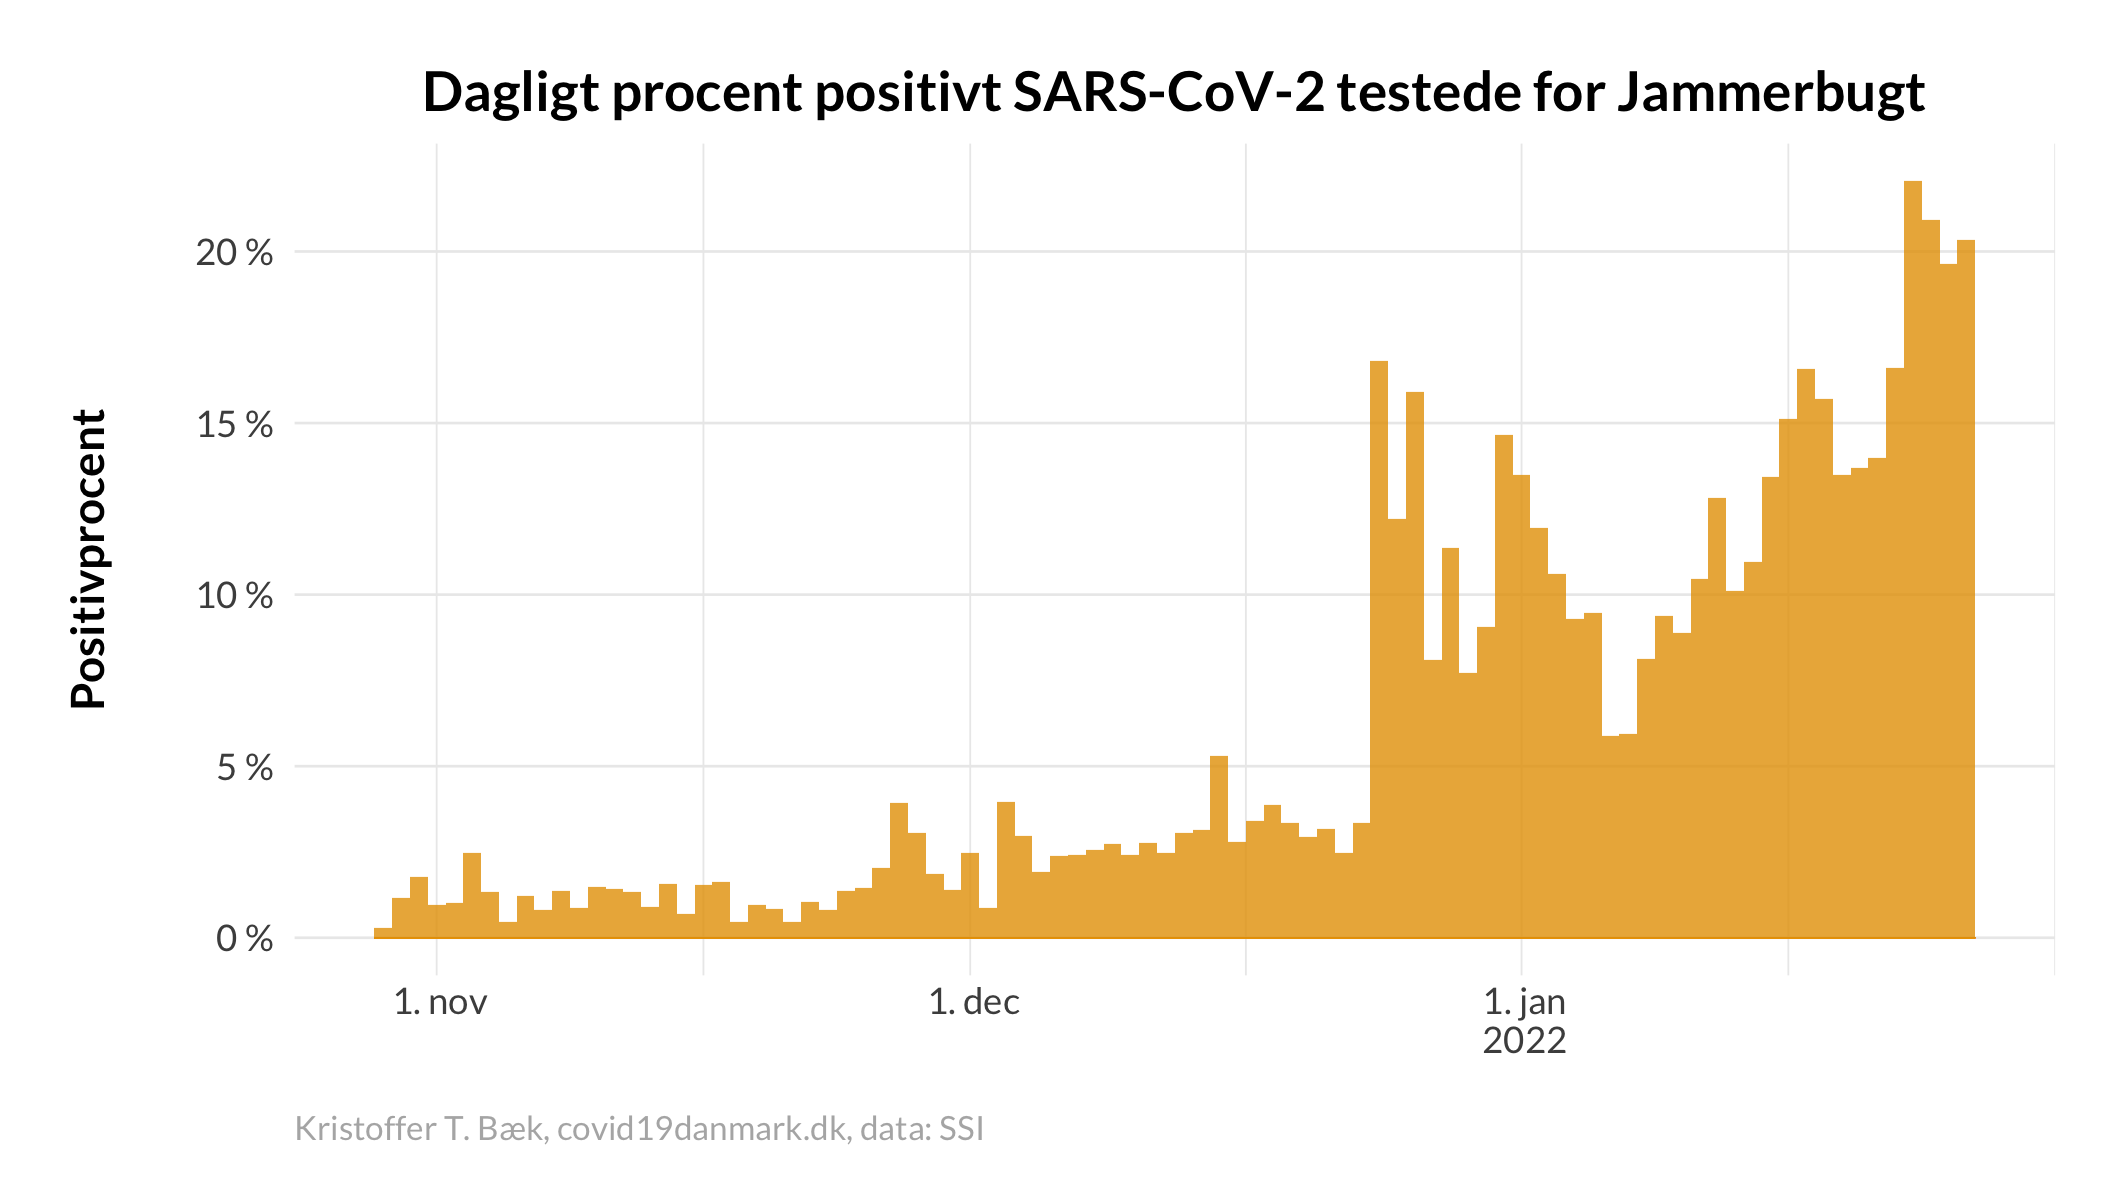 Dagligt procent positivt SARS-CoV-2 testede for Jammerbugt
Positivprocent
20 %
15 %
10 %
5 %
0 %
1. nov
1. dec
1. jan
2022
Kristoffer T. Bæk, covid19danmark.dk, data: SSI